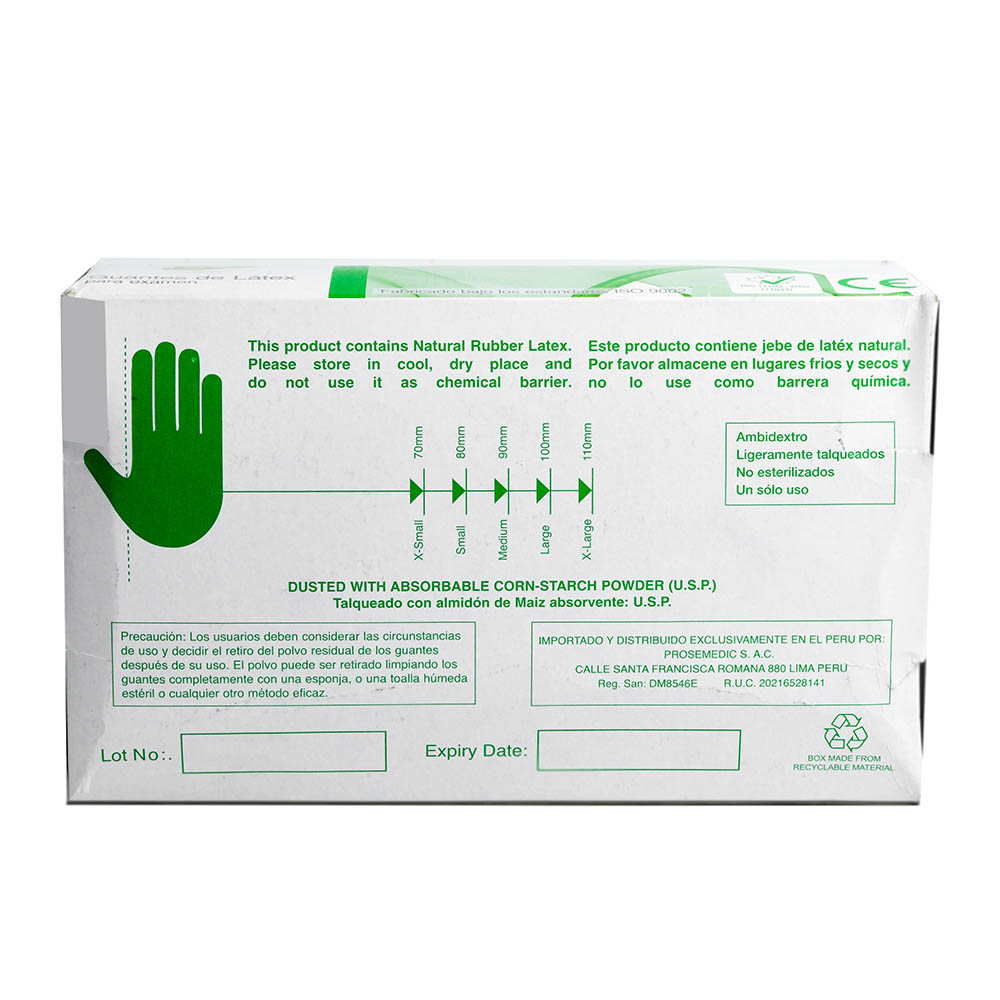 Guantes de Látex
para examen
Fabricado bajo los estandares ISO 9002
CE
This product contains Natural Rubber Latex.
Please store in cool, dry place and
do not use it as chemical barrier.
Este producto contiene jebe de latéx natural.
Por favor almacene en lugares frios y secos y
no lo use como barrera química.
70mm
80mm
90mm
100mm
110mm
X-Small
Small
Medium
Large
X-Large
Ambidextro
Ligeramente talqueados
No esterilizados
Un sólo uso
DUSTED WITH ABSORBABLE CORN-STARCH POWDER (U.S.P.)
Talqueado con almidón de Maiz absorvente: U.S.P.
Precaución: Los usuarios deben considerar las circunstancias
de uso y decidir el retiro del polvo residual de los guantes
después de su uso. El polvo puede ser retirado limpiando los
guantes completamente con una esponja, o una toalla húmeda
estéril o cualquier otro método eficaz.
IMPORTADO Y DISTRIBUIDO EXCLUSIVAMENTE EN EL PERU POR:
PROSEMEDIC S. A.C.
CALLE SANTA FRANCISCA ROMANA 880 LIMA PERU
Reg. San: DM8546E R.U.C. 20216528141
Lot No:.
Expiry Date:
BOX MADE FROM
RECYCLABLE MATERIAL